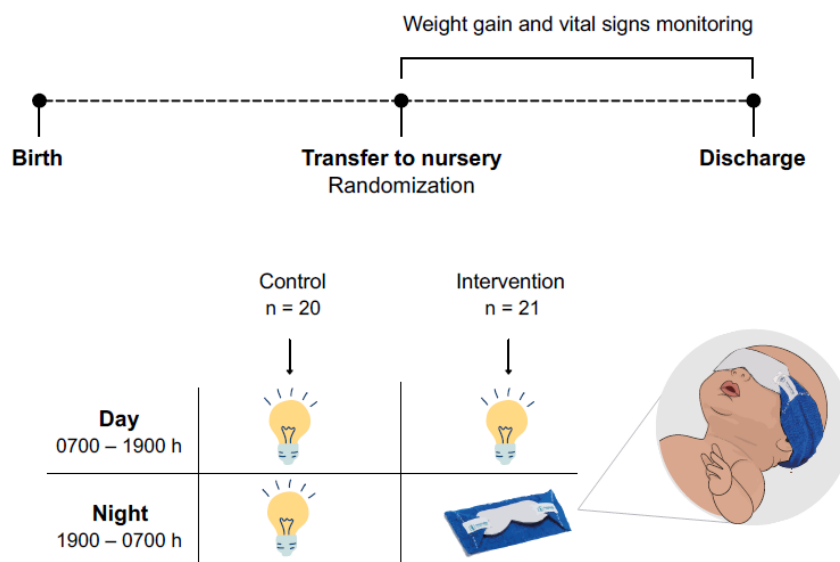 Weight gain and vital signs monitoring
Birth
Transfer to nursery
Randomization
Discharge
Control
n = 20
Intervention
n = 21
Day
0700 – 1900 h
Night
1900 – 0700 h